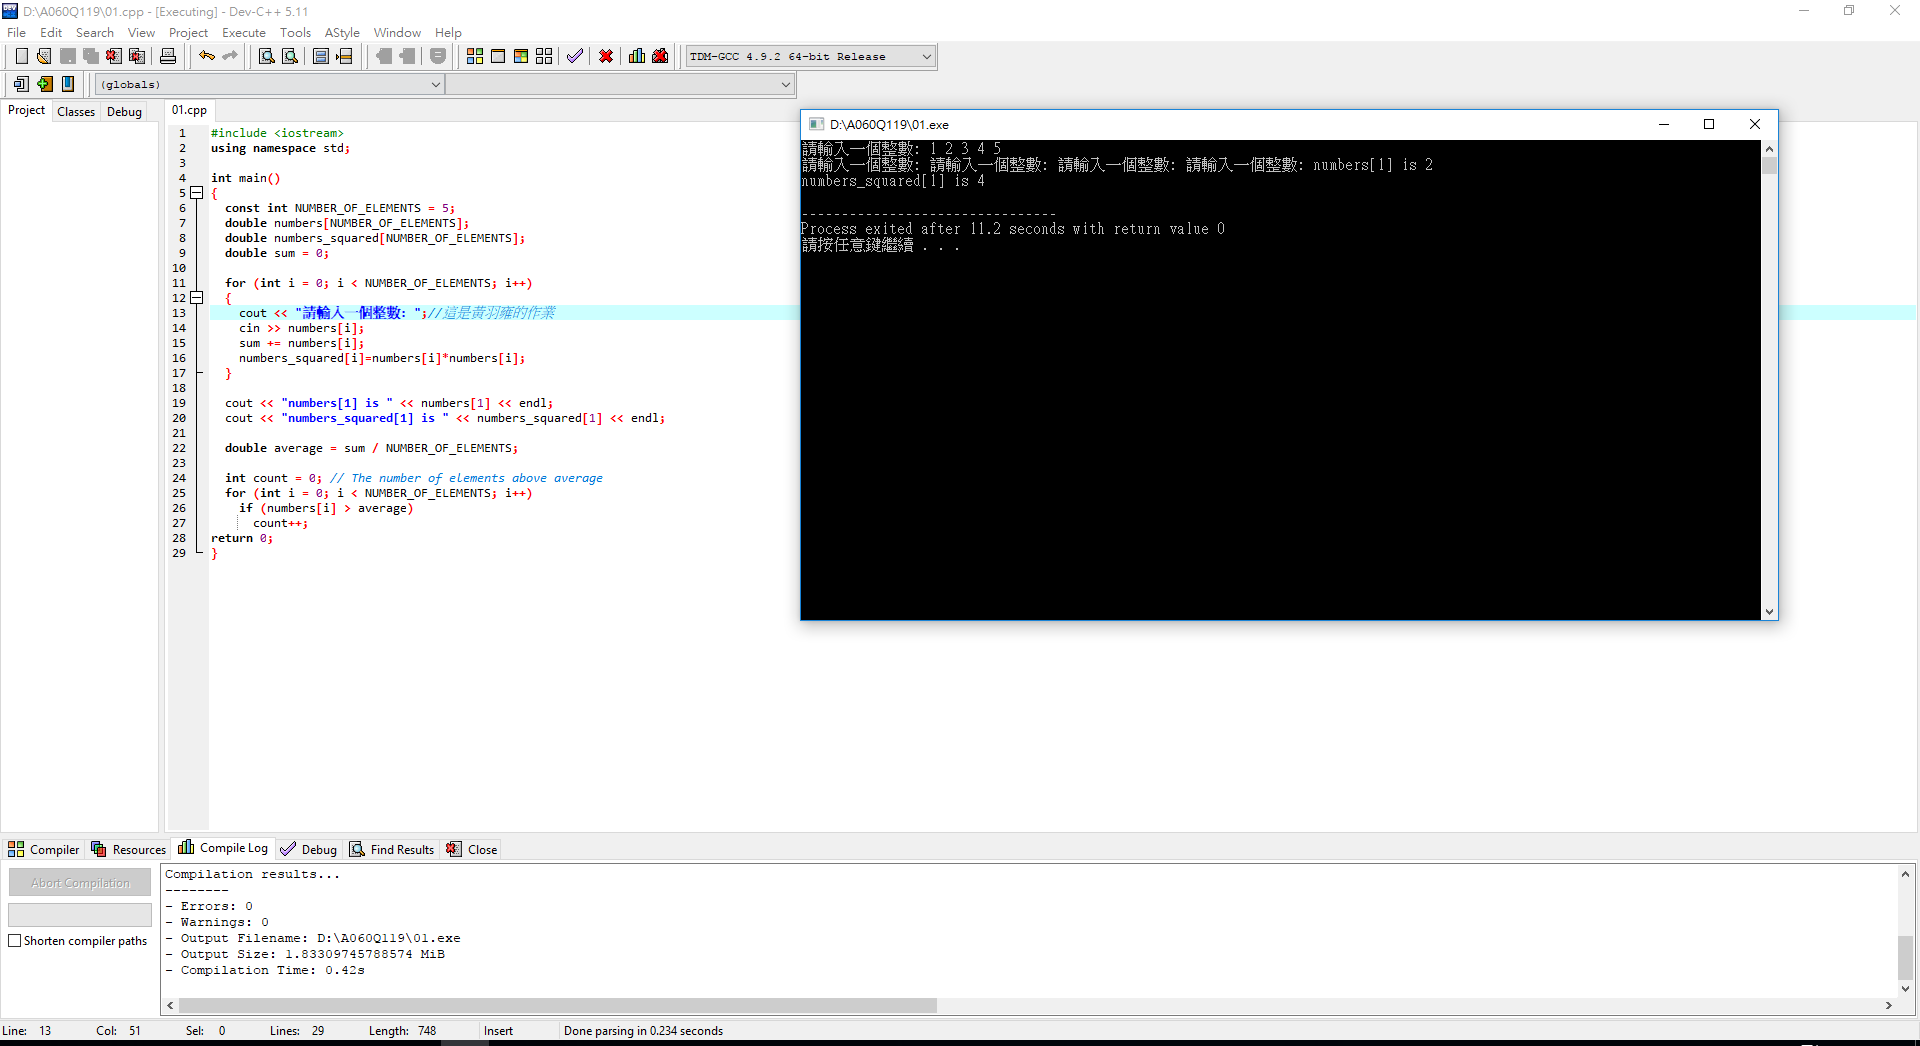 D:\A060Q119\01.cpp - [Executing] - Dev-C++ 5.11
File Edit Search View Project Execute Tools AStyle Window Help
TDM-GCC 4.9.2 64-bit Release
(globals)
Project Classes Debug
01.cpp
1 #include <iostream>
2 using namespace std;
3
4 int main()
5 {
6 const int NUMBER_OF_ELEMENTS = 5;
7 double numbers[NUMBER_OF_ELEMENTS];
8 double numbers_squared[NUMBER_OF_ELEMENTS];
9 double sum = 0;
10
11 for (int i = 0; i < NUMBER_OF_ELEMENTS; i++)
12 {
13 cout << "請輸入一個整數: ";//這是黃羽雍的作業
14 cin >> numbers[i];
15 sum += numbers[i];
16 numbers_squared[i]=numbers[i]*numbers[i];
17 }
18
19 cout << "numbers[1] is " << numbers[1] << endl;
20 cout << "numbers_squared[1] is " << numbers_squared[1] << endl;
21
22 double average = sum / NUMBER_OF_ELEMENTS;
23
24 int count = 0; // The number of elements above average
25 for (int i = 0; i < NUMBER_OF_ELEMENTS; i++)
26 if (numbers[i] > average)
27 count++;
28 return 0;
29 }
D:\A060Q119\01.exe
請輸入一個整數: 1 2 3 4 5
請輸入一個整數: 請輸入一個整數: 請輸入一個整數: 請輸入一個整數: numbers[1] is 2
numbers_squared[1] is 4
--------------------------------
Process exited after 11.2 seconds with return value 0
請按任意鍵繼續 . . .
Compiler Resources Compile Log Debug Find Results Close
Abort Compilation
Shorten compiler paths
Compilation results...
--------
- Errors: 0
- Warnings: 0
- Output Filename: D:\A060Q119\01.exe
- Output Size: 1.83309745788574 MiB
- Compilation Time: 0.42s
Line: 13 Col: 51 Sel: 0 Lines: 29 Length: 748 Insert Done parsing in 0.234 seconds